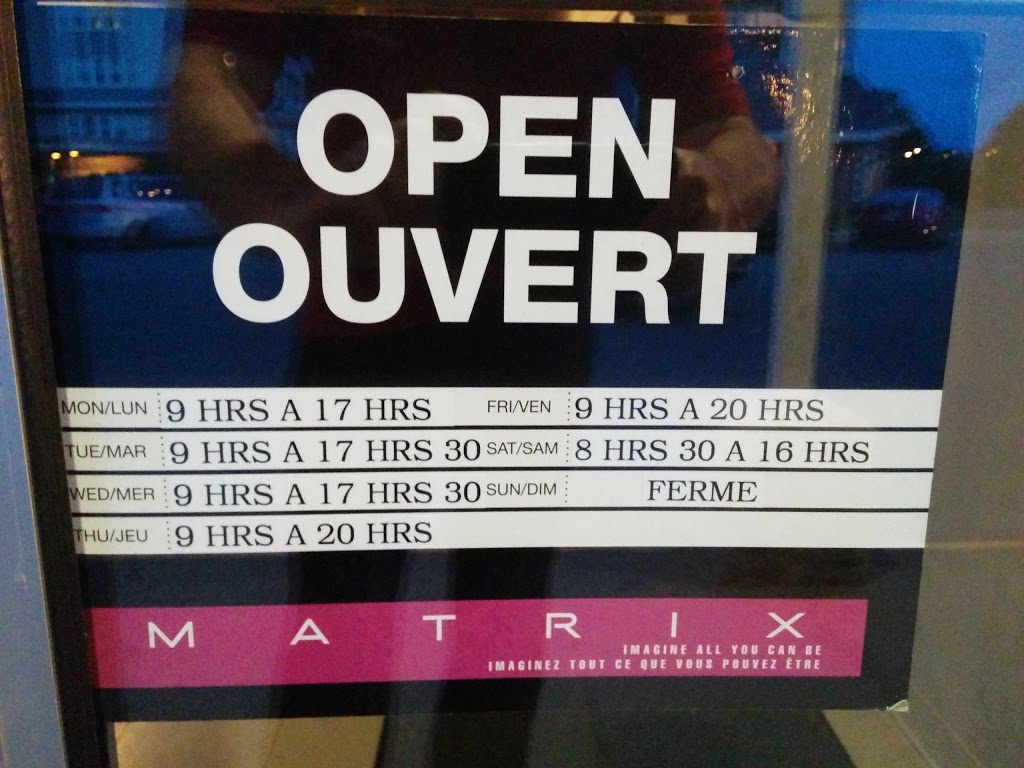 OPEN
OUVERT
MON/LUN 9 HRS A 17 HRS
TUE/MAR 9 HRS A 17 HRS 30
WED/MER 9 HRS A 17 HRS 30
THU/JEU 9 HRS A 20 HRS
FRI/VEN 9 HRS A 20 HRS
SAT/SAM 8 HRS 30 A 16 HRS
SUN/DIM FERME
MATRIX
IMAGINE ALL YOU CAN BE
IMAGINEZ TOUT CE QUE VOUS POUVEZ ÊTRE